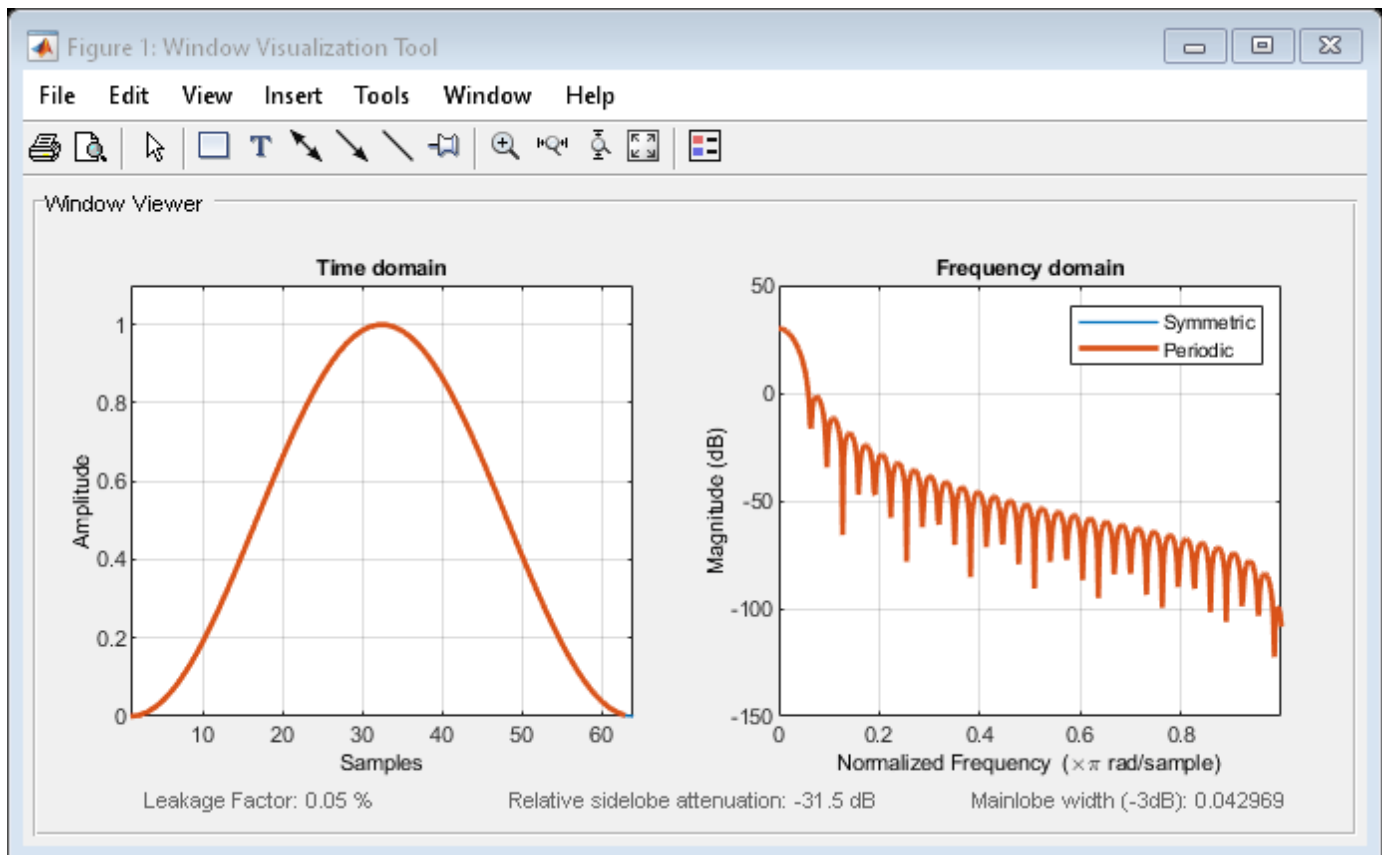 Figure 1: Window Visualization Tool
File Edit View Insert Tools Window Help
T
Window Viewer
Time domain
1
0.8
0.6
0.4
0.2
0
Amplitude
10 20 30 40 50 60
Samples
Frequency domain
50
0
-50
-100
-150
Magnitude (dB)
Symmetric
Periodic
0 0.2 0.4 0.6 0.8
Normalized Frequency (×π rad/sample)
Leakage Factor: 0.05 % Relative sidelobe attenuation: -31.5 dB Mainlobe width (-3dB): 0.042969